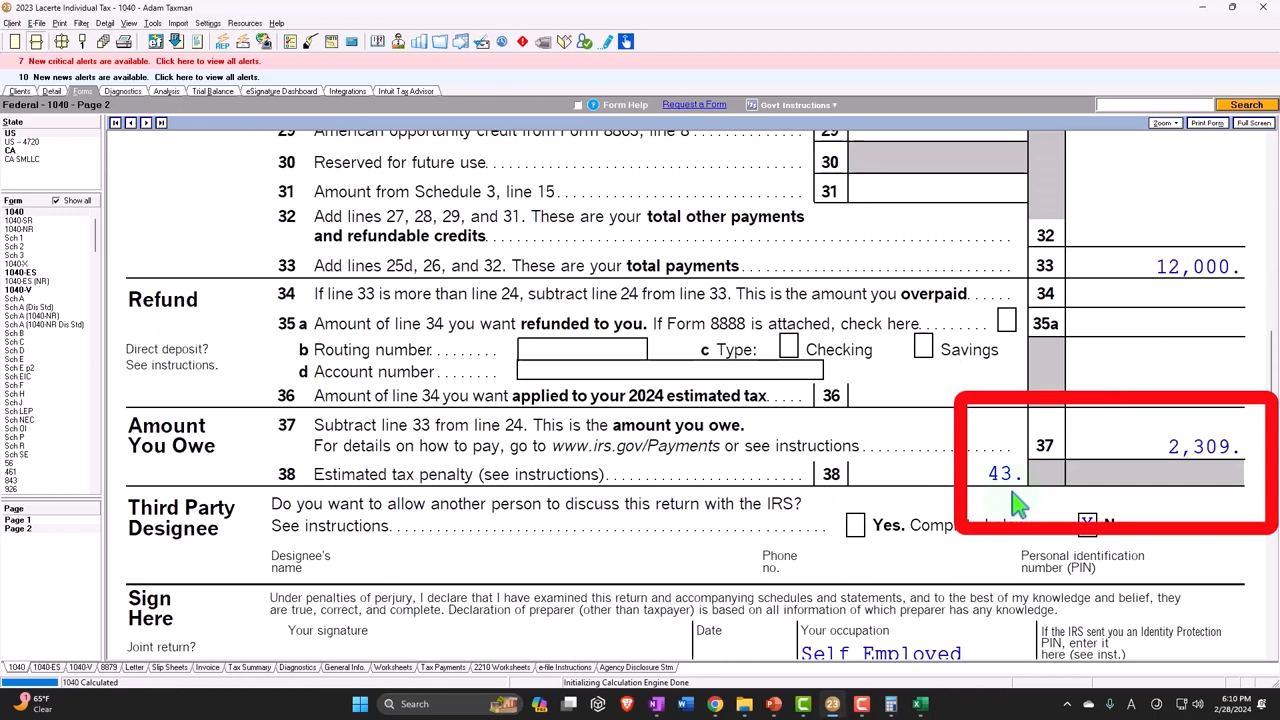 2023 Lacerte Individual Tax - 1040 - Adam Taxman
Client E-File Print Filter Detail View Tools Import Settings Resources Help
REP
7 New critical alerts are available. Click here to view all alerts.
10 New news alerts are available. Click here to view all alerts.
Clients Detail Forms Diagnostics Analysis Trial Balance eSignature Dashboard Integrations Intuit Tax Advisor
Federal - 1040 - Page 2 Form Help Request a Form Govt Instructions Search
State
US
US - 4720
CA
CA SMLLC
Form Show all
1040
1040-SR
1040-NR
Sch 1
Sch 2
Sch 3
1040-X
1040-ES
1040-ES (NR)
1040-V
Sch A
Sch A (Dis Std)
Sch A (1040-NR)
Sch A (1040-NR Dis Std)
Sch B
Sch C
Sch D
Sch E
Sch E p2
Sch EIC
Sch F
Sch H
Sch J
Sch LEP
Sch NEC
Sch OI
Sch P
Sch R
Sch SE
56
461
843
926
Page
Page 1
Page 2
Zoom Print Form Full Screen
29 American opportunity credit from Form 8863, line 8 29
30 Reserved for future use 30
31 Amount from Schedule 3, line 15 31
32 Add lines 27, 28, 29, and 31. These are your total other payments
and refundable credits 32
33 Add lines 25d, 26, and 32. These are your total payments 33 12,000.
Refund 34 If line 33 is more than line 24, subtract line 24 from line 33. This is the amount you overpaid 34
35a Amount of line 34 you want refunded to you. If Form 8888 is attached, check here 35a
Direct deposit? b Routing number c Type: Checking Savings
See instructions. d Account number
36 Amount of line 34 you want applied to your 2024 estimated tax 36
Amount 37 Subtract line 33 from line 24. This is the amount you owe.
You Owe For details on how to pay, go to www.irs.gov/Payments or see instructions 37 2,309.
38 Estimated tax penalty (see instructions) 38 43.
Third Party Do you want to allow another person to discuss this return with the IRS?
Designee See instructions. Yes. X
Designee's name Phone no. Personal identification number (PIN)
Sign Under penalties of perjury, I declare that I have examined this return and accompanying schedules and statements, and to the best of my knowledge and belief, they
Here are true, correct, and complete. Declaration of preparer (other than taxpayer) is based on all information of which preparer has any knowledge.
Your signature Date Your occupation If the IRS sent you an Identity Protection
Joint return? PIN, enter it
Self Employed here (see inst.)
1040 1040-ES 1040-V 8879 Letter Slip Sheets Invoice Tax Summary Diagnostics General Info. Worksheets Tax Payments 2210 Worksheets e-file Instructions Agency Disclosure Stm
1040 Calculated Initializing Calculation Engine Done
65°F
Clear
Search
23
6:10 PM
2/28/2024